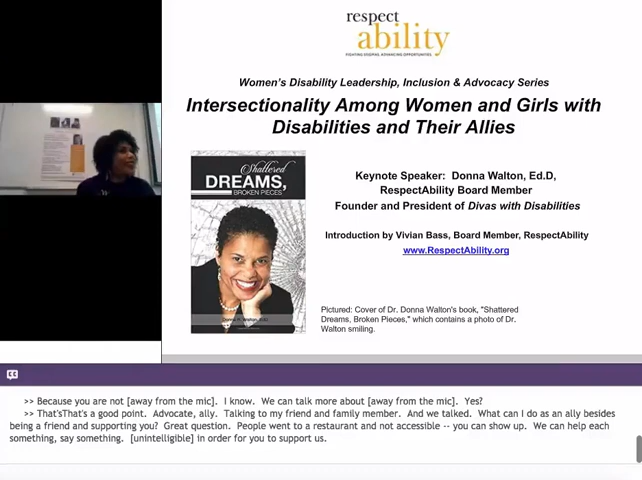 respect
ability
FIGHTING STIGMAS. ADVANCING OPPORTUNITIES.
Women's Disability Leadership, Inclusion & Advocacy Series
Intersectionality Among Women and Girls with
Disabilities and Their Allies
Shattered
DREAMS,
BROKEN PIECES
Keynote Speaker: Donna Walton, Ed.D,
RespectAbility Board Member
Founder and President of Divas with Disabilities
Introduction by Vivian Bass, Board Member, RespectAbility
www.RespectAbility.org
Pictured: Cover of Dr. Donna Walton's book, "Shattered
Dreams, Broken Pieces," which contains a photo of Dr.
Walton smiling.
>> Because you are not [away from the mic]. I know. We can talk more about [away from the mic]. Yes?
>> That'sThat's a good point. Advocate, ally. Talking to my friend and family member. And we talked. What can I do as an ally besides
being a friend and supporting you? Great question. People went to a restaurant and not accessible -- you can show up. We can help each
something, say something. [unintelligible] in order for you to support us.